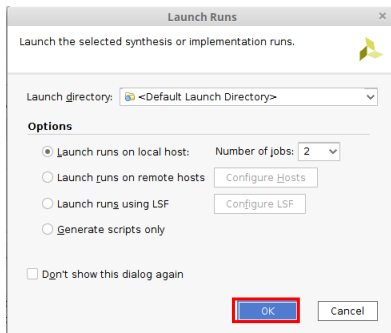 Launch Runs
Launch the selected synthesis or implementation runs.
Launch directory: <Default Launch Directory>
Options
Launch runs on local host: Number of jobs: 2
Launch runs on remote hosts Configure Hosts
Launch runs using LSF Configure LSF
Generate scripts only
Don't show this dialog again
OK Cancel